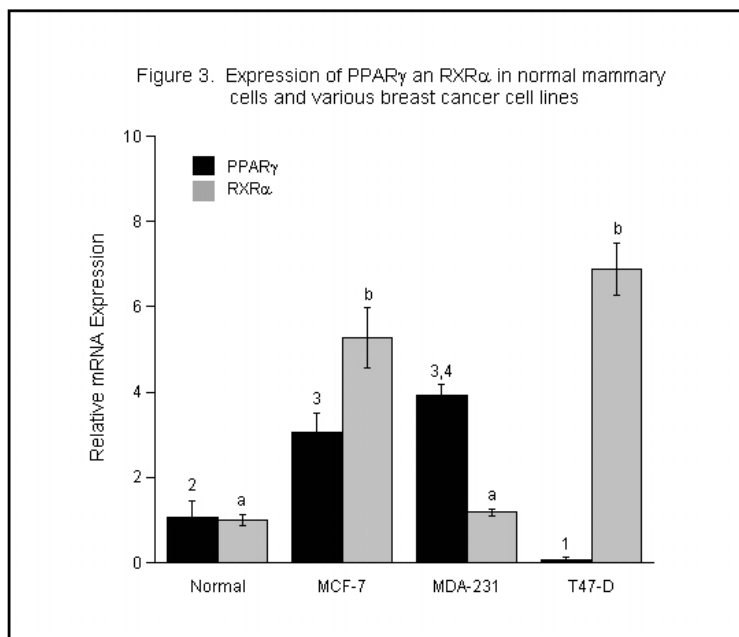 Figure 3. Expression of PPARγ an RXRα in normal mammary
cells and various breast cancer cell lines
10
PPARγ
RXRα
8
b
6
b
Relative mRNA Expression
4
3,4
3
2
2
a
a
1
0
Normal MCF-7 MDA-231 T47-D